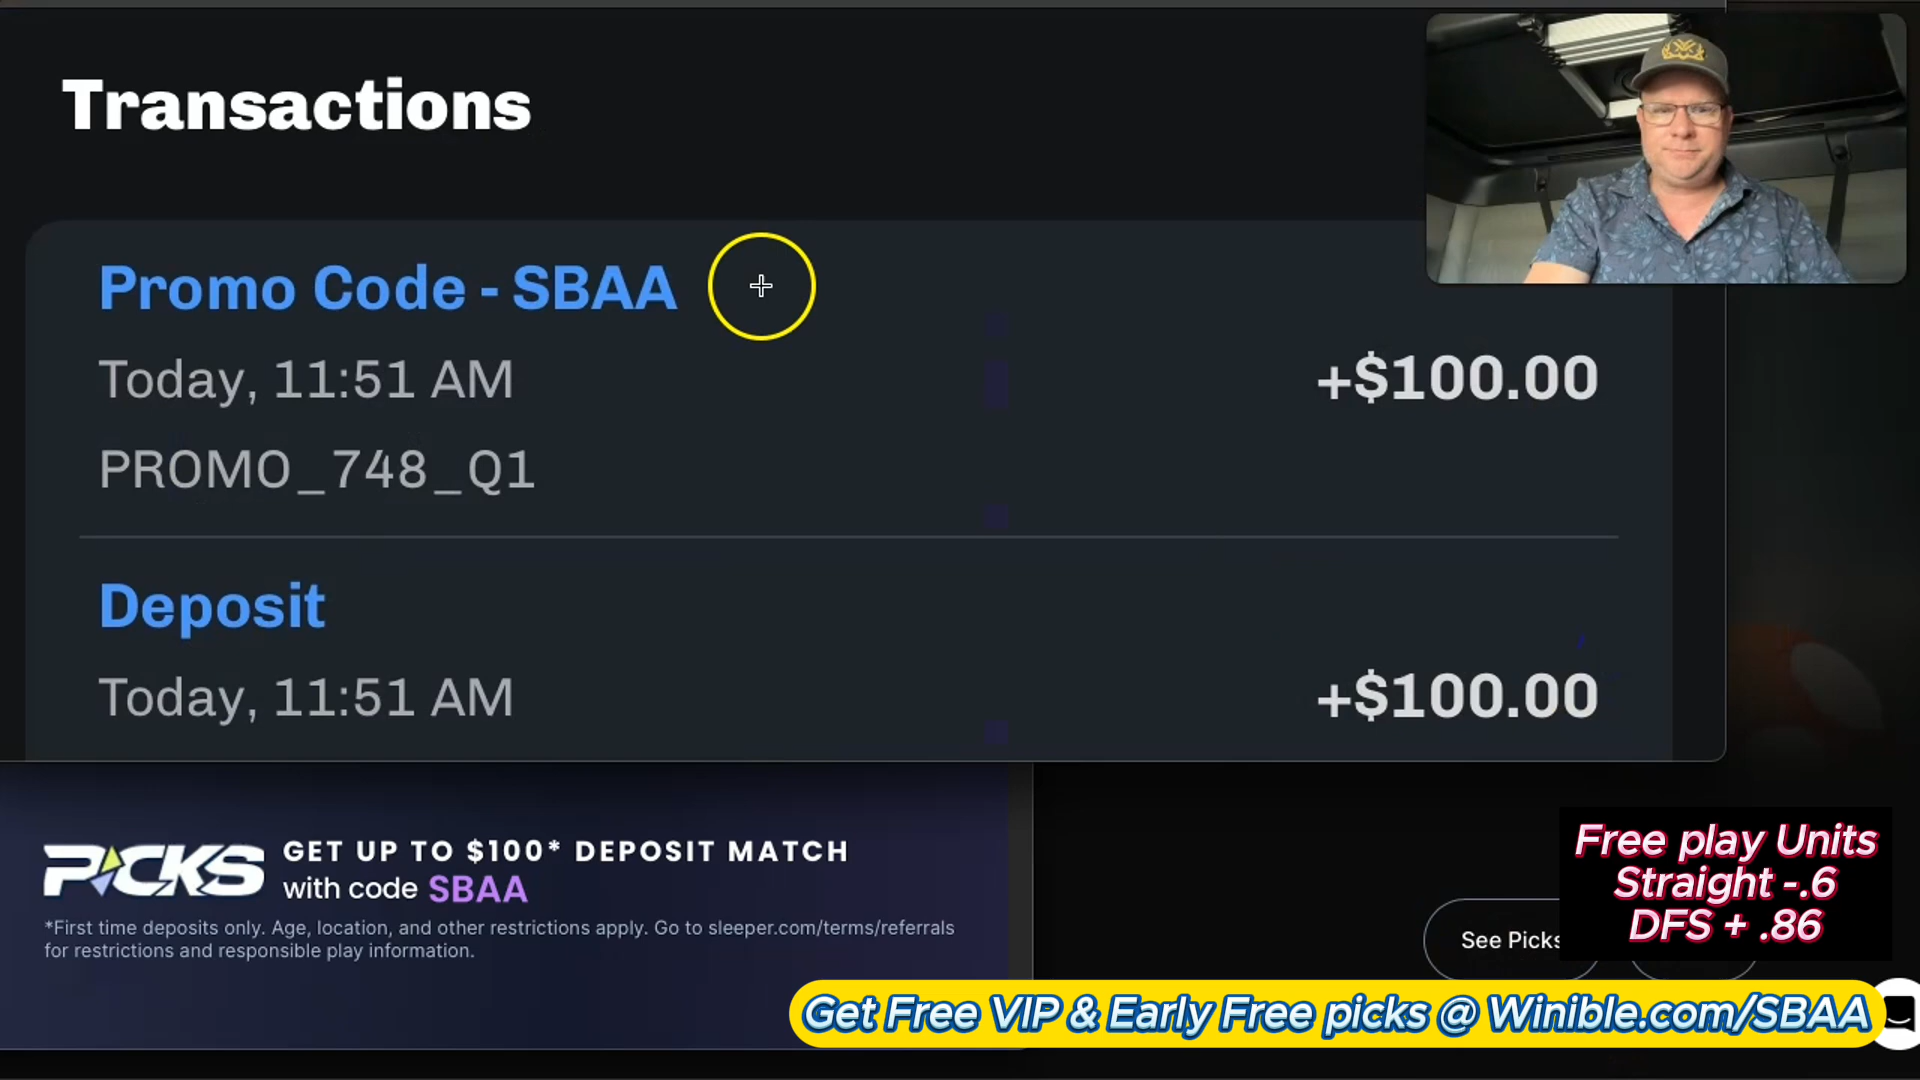 Transactions
Promo Code - SBAA
Today, 11:51 AM
+$100.00
PROMO_748_Q1
Deposit
Today, 11:51 AM
+$100.00
PICKS
GET UP TO $100* DEPOSIT MATCH
with code SBAA
*First time deposits only. Age, location, and other restrictions apply. Go to sleeper.com/terms/referrals
for restrictions and responsible play information.
Free play Units
Straight -.6
DFS + .86
See Picks
Get Free VIP & Early Free picks @ Winible.com/SBAA